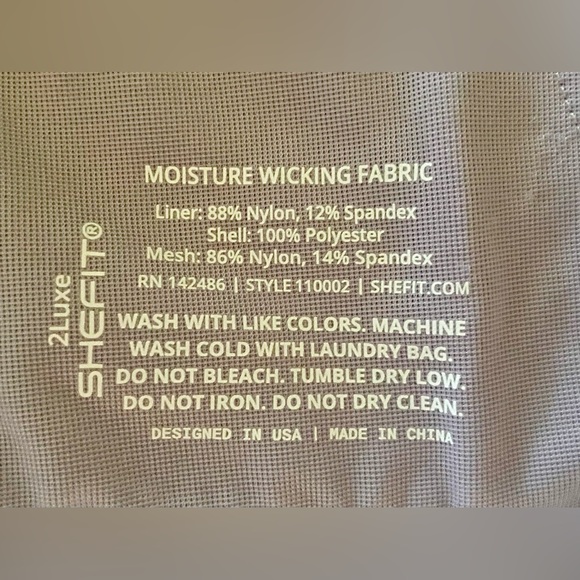 MOISTURE WICKING FABRIC
Liner: 88% Nylon, 12% Spandex
Shell: 100% Polyester
Mesh: 86% Nylon, 14% Spandex
RN 142486 | STYLE 110002 | SHEFIT.COM
WASH WITH LIKE COLORS. MACHINE
WASH COLD WITH LAUNDRY BAG.
DO NOT BLEACH. TUMBLE DRY LOW.
DO NOT IRON. DO NOT DRY CLEAN.
DESIGNED IN USA | MADE IN CHINA
2Luxe
SHEFIT®